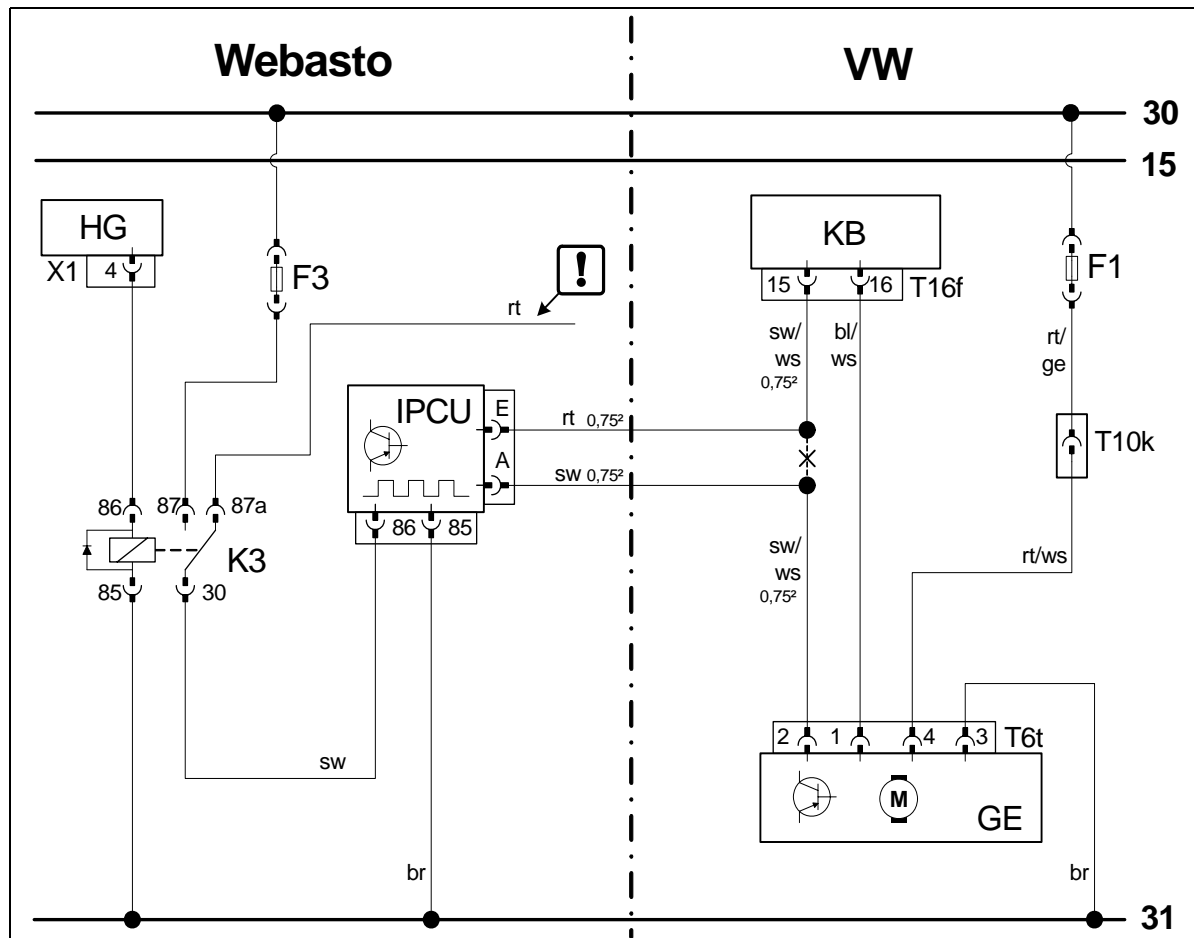 Webasto
VW
30
15
HG
X1
4
F3
!
rt
KB
15
16
T16f
F1
sw/
ws
0,75²
bl/
ws
rt/
ge
IPCU
E
rt 0,75²
A
sw 0,75²
T10k
86
87
87a
86
85
K3
85
30
sw/
ws
0,75²
rt/ws
sw
2
1
4
3
T6t
M
GE
br
br
31